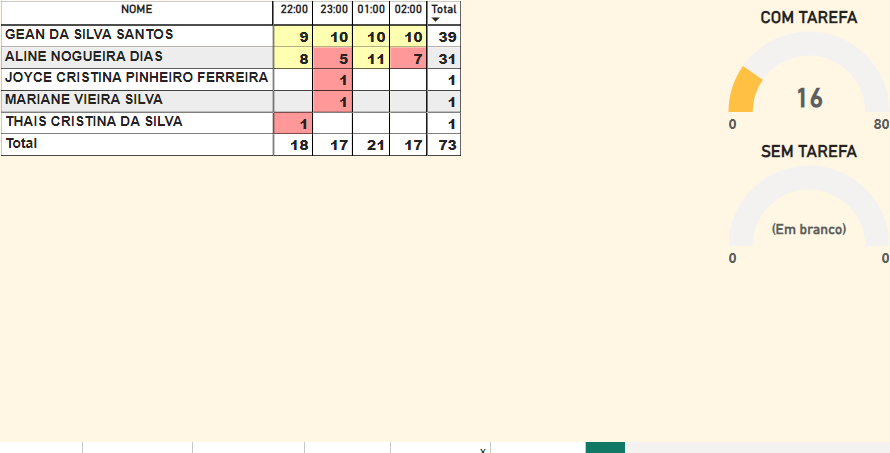 NOME 22:00 23:00 01:00 02:00 Total
GEAN DA SILVA SANTOS 9 10 10 10 39
ALINE NOGUEIRA DIAS 8 5 11 7 31
JOYCE CRISTINA PINHEIRO FERREIRA 1 1
MARIANE VIEIRA SILVA 1 1
THAIS CRISTINA DA SILVA 1 1
Total 18 17 21 17 73
COM TAREFA
16
0 80
SEM TAREFA
(Em branco)
0 0
x